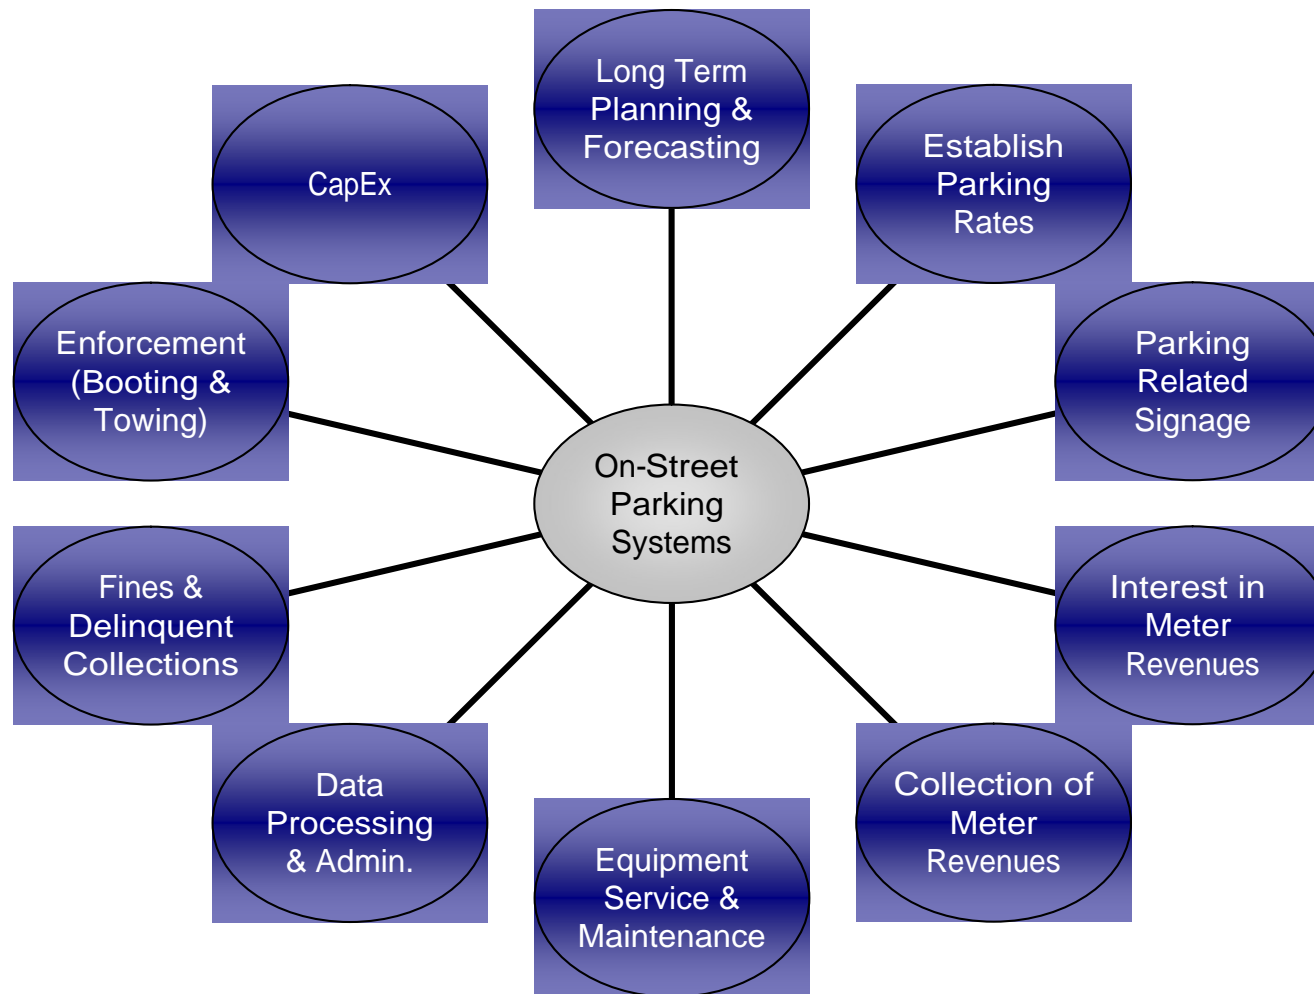 Long Term
Planning &
Forecasting
Establish
Parking
Rates
Parking
Related
Signage
Interest in
Meter
Revenues
Collection of
Meter
Revenues
Equipment
Service &
Maintenance
Data
Processing
& Admin.
Fines &
Delinquent
Collections
Enforcement
(Booting &
Towing)
CapEx
On-Street
Parking
Systems